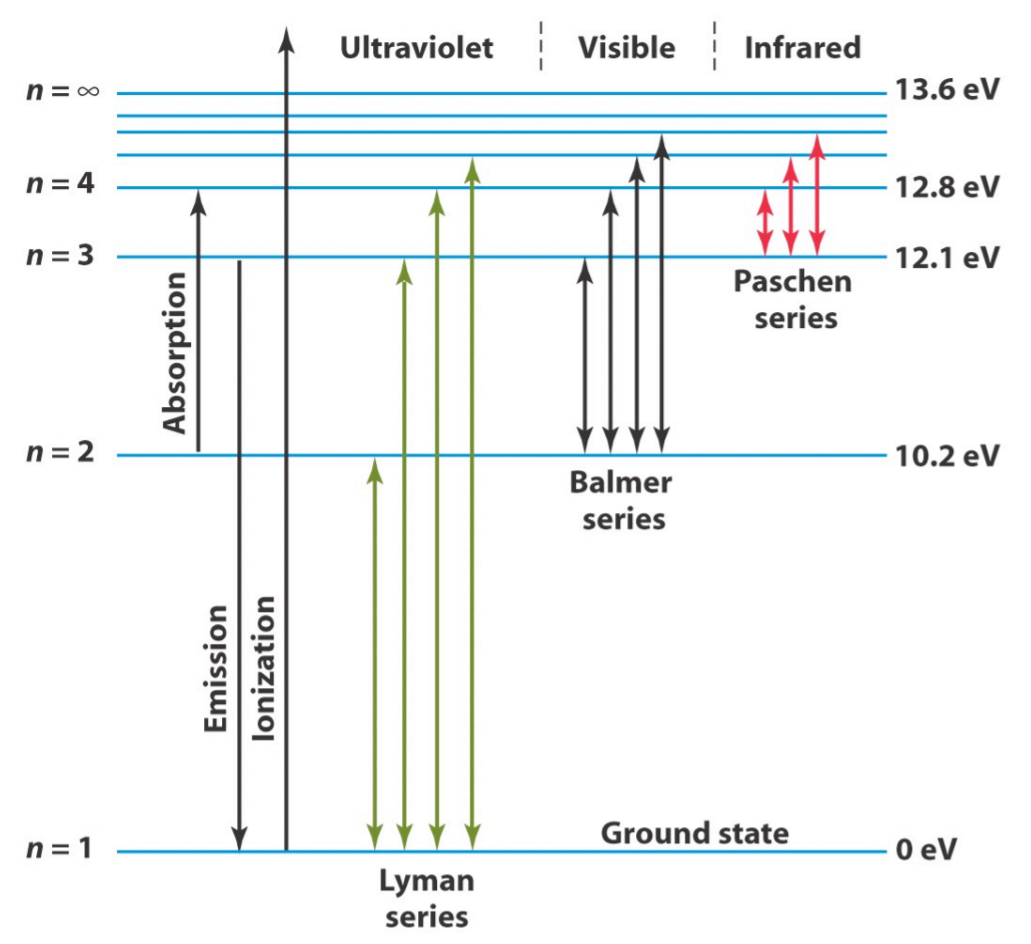 Ultraviolet
Visible
Infrared
n = ∞
13.6 eV
n = 4
12.8 eV
n = 3
12.1 eV
Paschen
series
Absorption
n = 2
10.2 eV
Balmer
series
Emission
Ionization
Ground state
n = 1
0 eV
Lyman
series